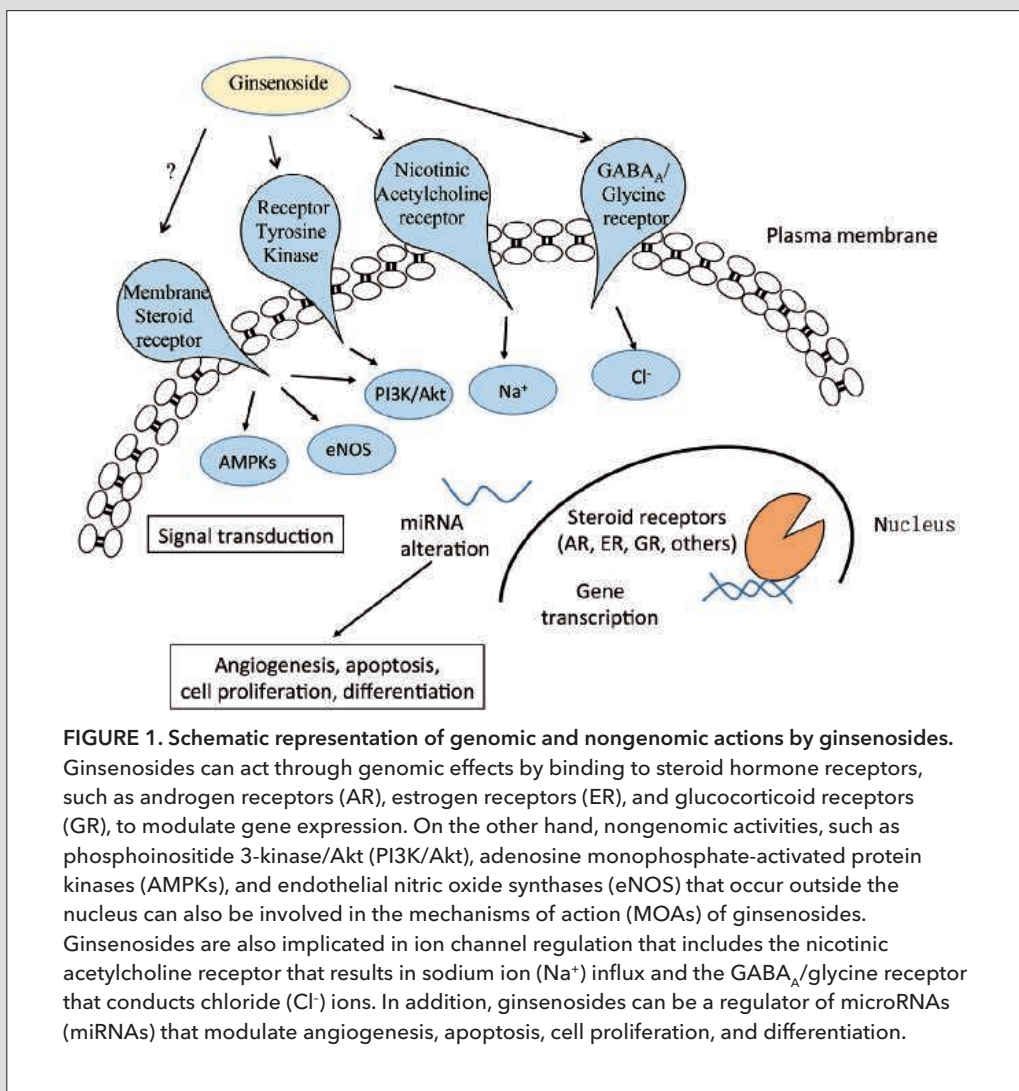 Ginsenoside
?
Nicotinic
Acetylcholine
receptor
GABAA/
Glycine
receptor
Receptor
Tyrosine
Kinase
Plasma membrane
Membrane
Steroid
receptor
PI3K/Akt
Na⁺
Cl⁻
eNOS
AMPKs
Signal transduction
miRNA
alteration
Steroid receptors
(AR, ER, GR, others)
Nucleus
Gene
transcription
Angiogenesis, apoptosis,
cell proliferation, differentiation
FIGURE 1. Schematic representation of genomic and nongenomic actions by ginsenosides.
Ginsenosides can act through genomic effects by binding to steroid hormone receptors,
such as androgen receptors (AR), estrogen receptors (ER), and glucocorticoid receptors
(GR), to modulate gene expression. On the other hand, nongenomic activities, such as
phosphoinositide 3-kinase/Akt (PI3K/Akt), adenosine monophosphate-activated protein
kinases (AMPKs), and endothelial nitric oxide synthases (eNOS) that occur outside the
nucleus can also be involved in the mechanisms of action (MOAs) of ginsenosides.
Ginsenosides are also implicated in ion channel regulation that includes the nicotinic
acetylcholine receptor that results in sodium ion (Na⁺) influx and the GABAA/glycine receptor
that conducts chloride (Cl⁻) ions. In addition, ginsenosides can be a regulator of microRNAs
(miRNAs) that modulate angiogenesis, apoptosis, cell proliferation, and differentiation.